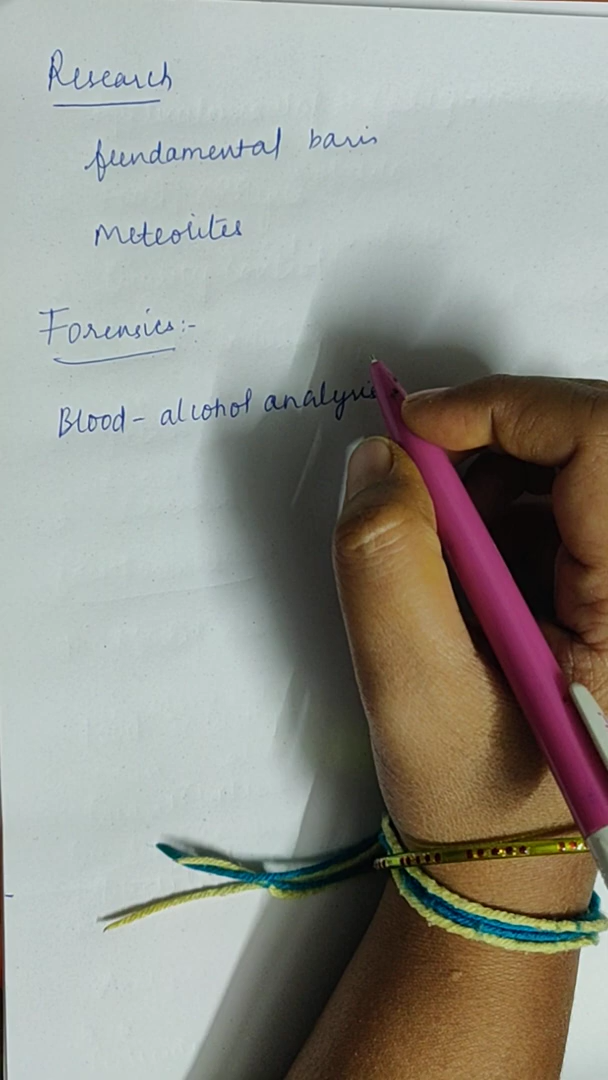 Research
fundamental basis
Meteorites
Forensics:-
Blood - alcohol analysis